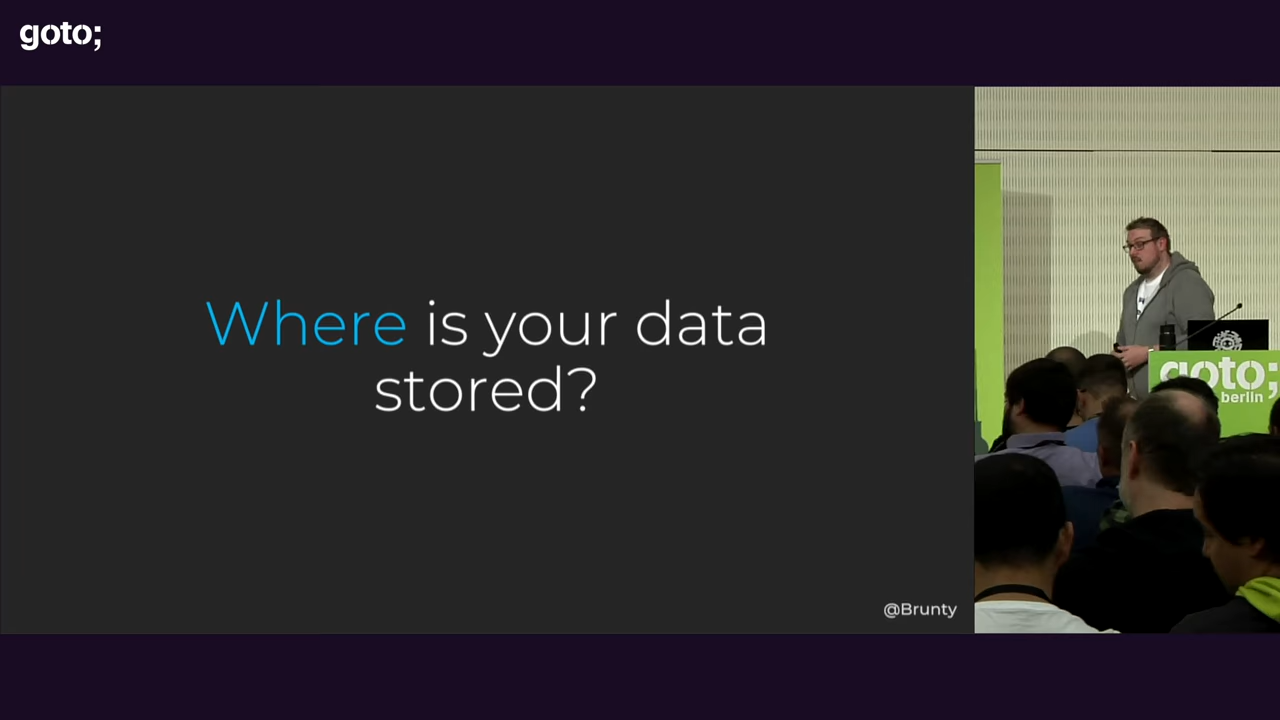 goto;
Where is your data
stored?
@Brunty
goto;
berlin